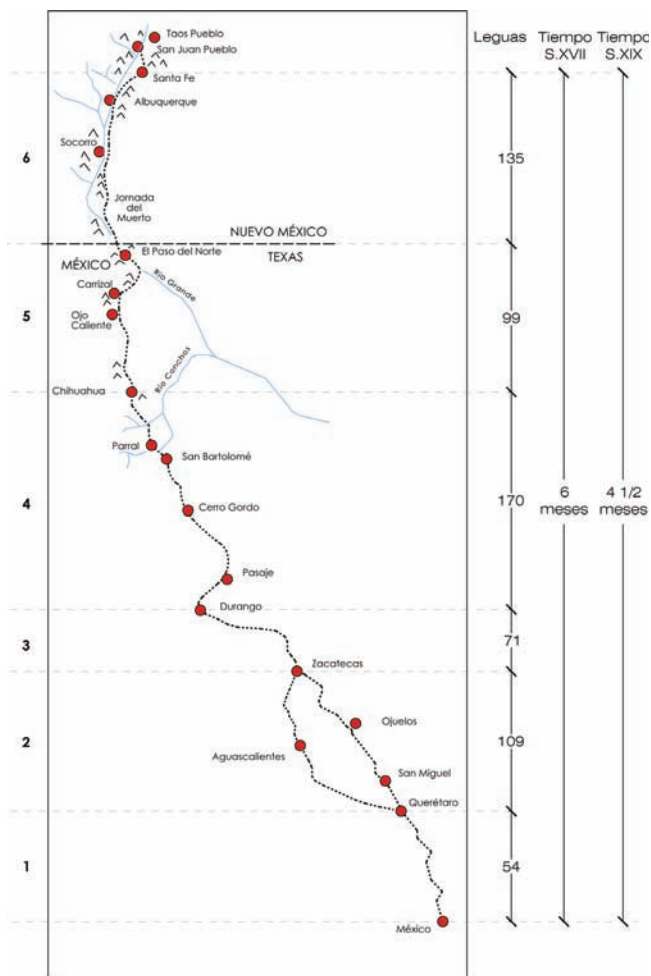 Leguas
Tiempo
S.XVII
Tiempo
S.XIX
Taos Pueblo
San Juan Pueblo
Santa Fe
Albuquerque
6
Socorro
135
Jornada
del
Muerto
NUEVO MÉXICO
El Paso del Norte
TEXAS
MÉXICO
Río Grande
Carrizal
5
Ojo
Caliente
99
Río Conchos
Chihuahua
Parral
San Bartolomé
4
Cerro Gordo
170
6
meses
4 1/2
meses
Pasaje
Durango
3
71
Zacatecas
Ojuelos
2
109
Aguascalientes
San Miguel
Querétaro
1
54
México